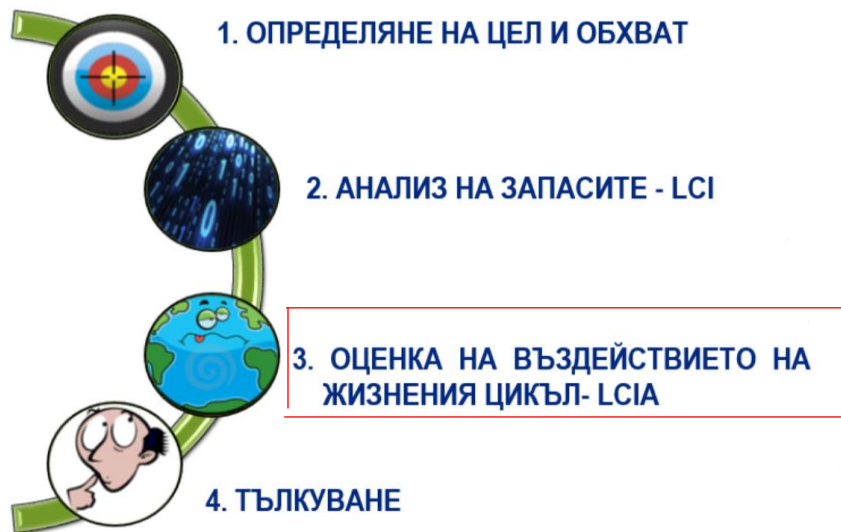 1. ОПРЕДЕЛЯНЕ НА ЦЕЛ И ОБХВАТ
2. АНАЛИЗ НА ЗАПАСИТЕ - LCI
3. ОЦЕНКА НА ВЪЗДЕЙСТВИЕТО НА
ЖИЗНЕНИЯ ЦИКЪЛ- LCIA
4. ТЪЛКУВАНЕ